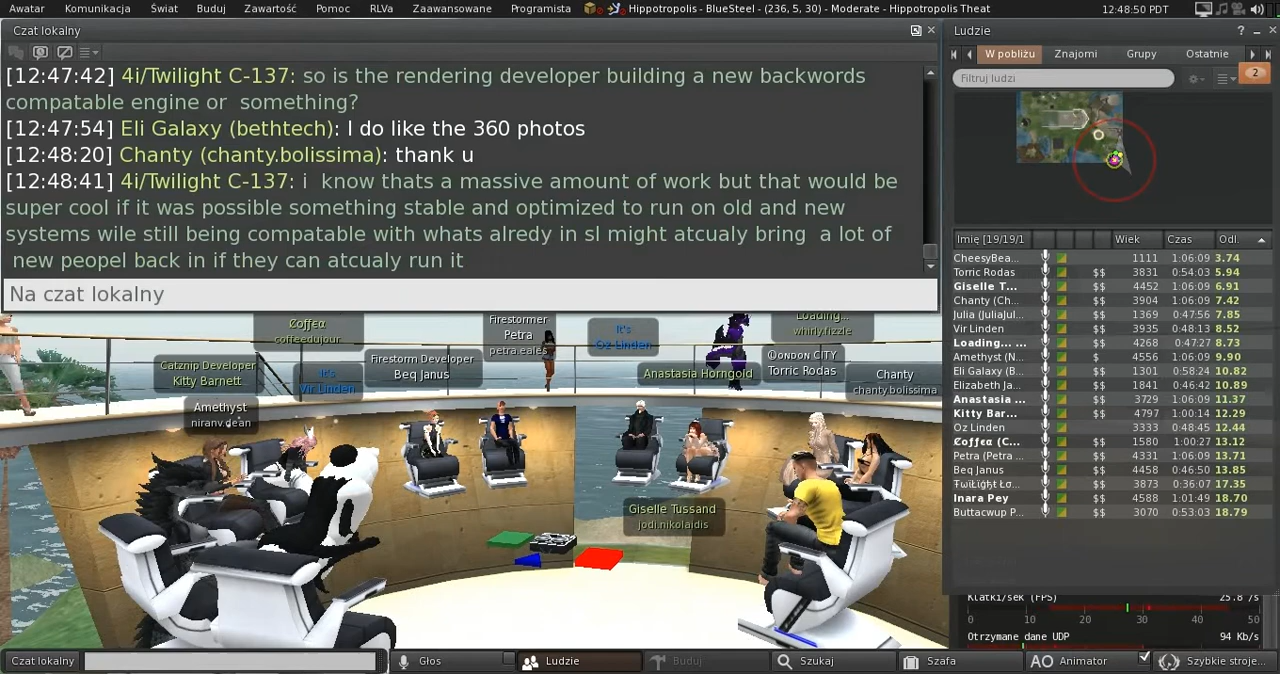 Awatar Komunikacja Świat Buduj Zawartość Pomoc RLVa Zaawansowane Programista Hippotropolis - BlueSteel - (236, 5, 30) - Moderate - Hippotropolis Theat 12:48:50 PDT
Czat lokalny
[12:47:42] 4i/Twilight C-137: so is the rendering developer building a new backwords
compatable engine or something?
[12:47:54] Eli Galaxy (bethtech): I do like the 360 photos
[12:48:20] Chanty (chanty.bolissima): thank u
[12:48:41] 4i/Twilight C-137: i know thats a massive amount of work but that would be
super cool if it was possible something stable and optimized to run on old and new
systems wile still being compatable with whats alredy in sl might atcualy bring a lot of
new peopel back in if they can atcualy run it
Na czat lokalny
Ludzie
W pobliżu Znajomi Grupy Ostatnie
Filtruj ludzi
2
Imię [19/19/1 Wiek Czas Odl.
CheesyBea... 1111 1:06:09 3.74
Torric Rodas $$ 3831 0:54:03 5.94
Giselle T... $$ 4452 1:06:09 6.91
Chanty (Ch... $$ 3904 1:06:09 7.42
Julia (JuliaJul... $$ 1369 0:47:56 7.85
Vir Linden $$ 3935 0:48:13 8.52
Loading... ... $$ 4268 0:47:27 8.73
Amethyst (N... $ 4556 1:06:09 9.90
Eli Galaxy (B... $$ 1301 0:58:24 10.82
Elizabeth Ja... $$ 1841 0:46:42 10.89
Anastasia ... $$ 3729 1:06:09 11.37
Kitty Bar... $$ 4797 1:00:14 12.29
Oz Linden 3333 0:48:45 12.44
(C... $$ 1580 1:00:27 13.12
Petra (Petra ... $$ 4331 1:06:09 13.71
Beq Janus $$ 4458 0:46:50 13.85
$$ 3873 0:36:07 17.35
Inara Pey $$ 4588 1:01:49 18.70
Buttacwup P... $$ 3070 0:53:03 18.79
Klatki/sek (FPS) 25.8 /s
0 10 20 30 40 50
Otrzymane dane UDP 94 Kb/s
Ȼoƒƒєα
coffeedujour
Firestormer
Petra
petra.eales
It's
Oz Linden
Loading...
whirly.fizzle
Catznip Developer
Kitty Barnett
It's
Vir Linden
Firestorm Developer
Beq Janus
Anastasia Horngold
©ONDON CITY
Torric Rodas
Chanty
chanty.bolissima
Amethyst
niranv.dean
Giselle Tussand
jodi.nikolaidis
Czat lokalny Głos Ludzie Buduj Szukaj Szafa AO Animator Szybkie stroje...